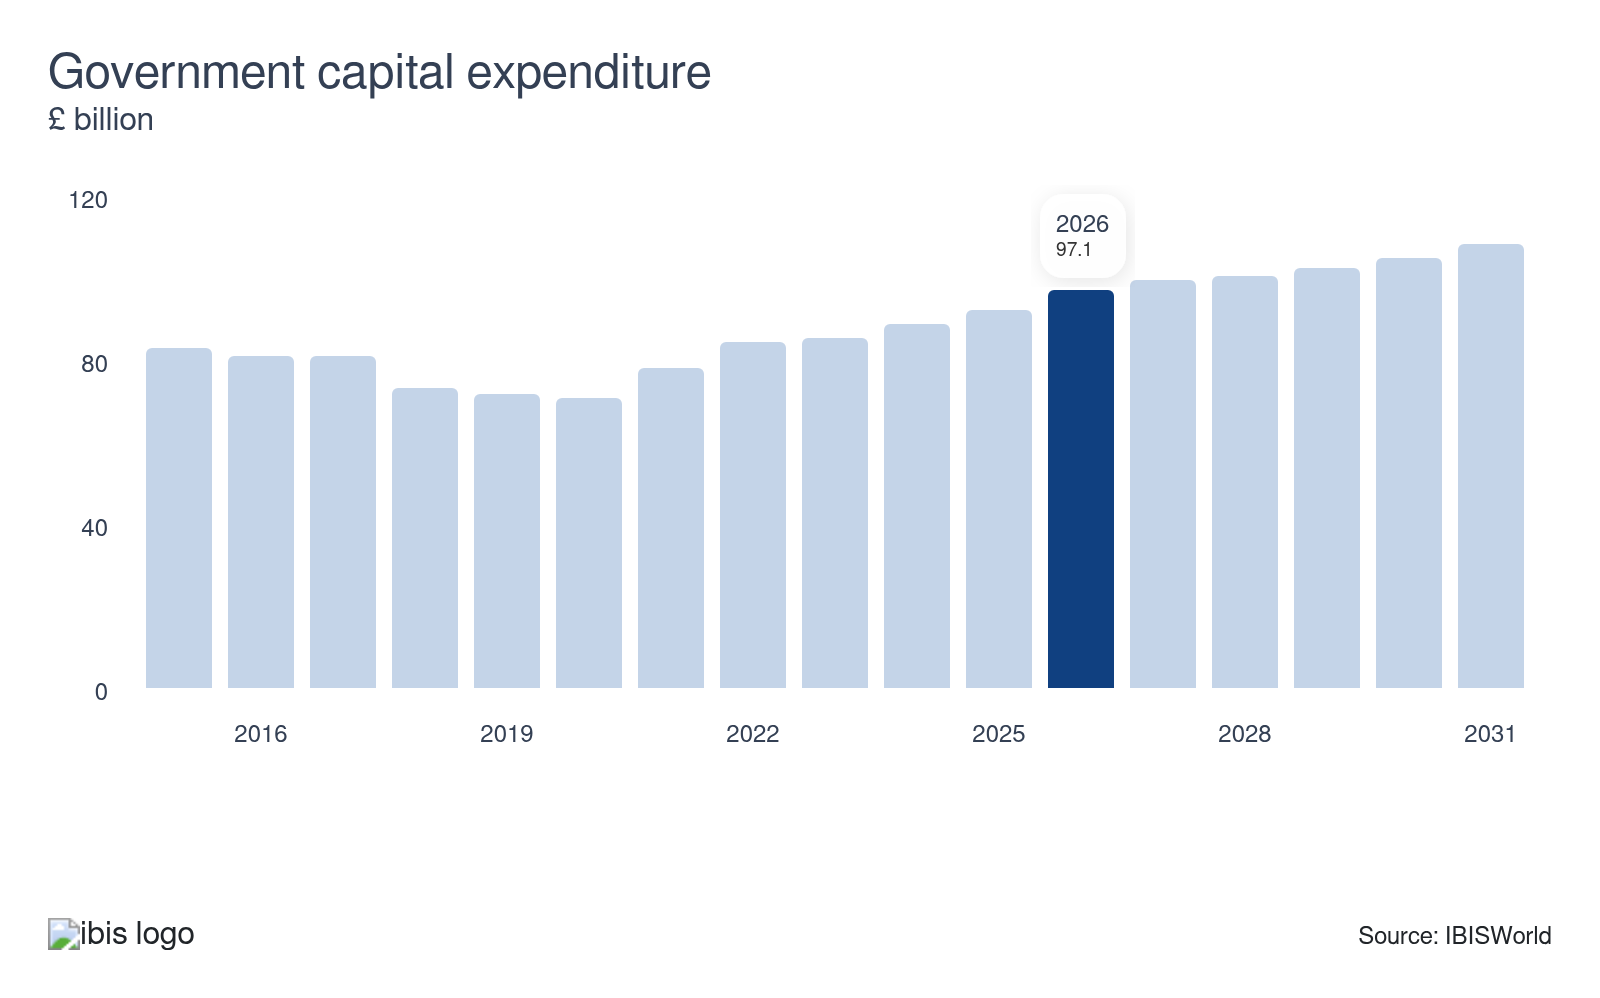 Government capital expenditure
£ billion
120
2026
97.1
80
40
0
2016 2019 2022 2025 2028 2031
ibis logo
Source: IBISWorld